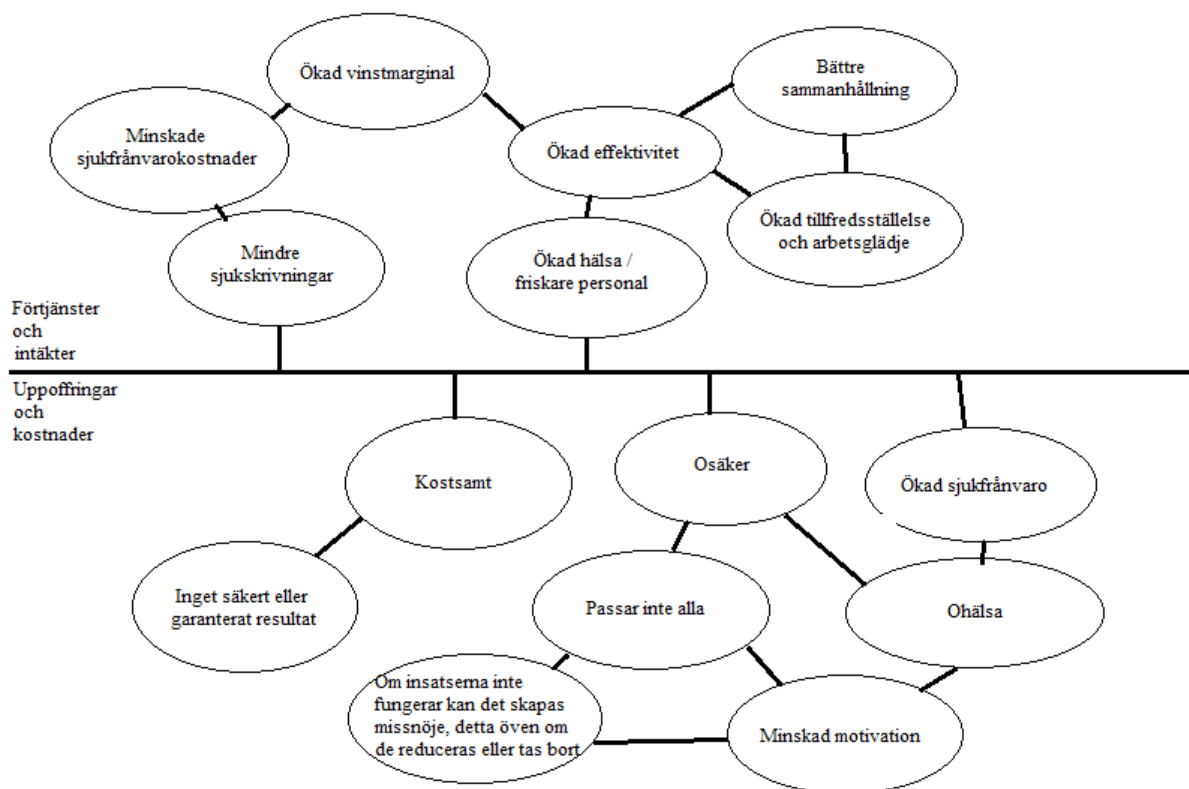 Ökad vinstmarginal
Bättre
sammanhållning
Minskade
sjukfrånvarokostnader
Ökad effektivitet
Ökad tillfredsställelse
och arbetsglädje
Mindre
sjukskrivningar
Ökad hälsa /
friskare personal
Förtjänster
och
intäkter
Uppoffringar
och
kostnader
Kostsamt
Osäker
Ökad sjukfrånvaro
Inget säkert eller
garanterat resultat
Passar inte alla
Ohälsa
Om insatserna inte
fungerar kan det skapas
missnöje, detta öven om
de reduceras eller tas bort
Minskad motivation